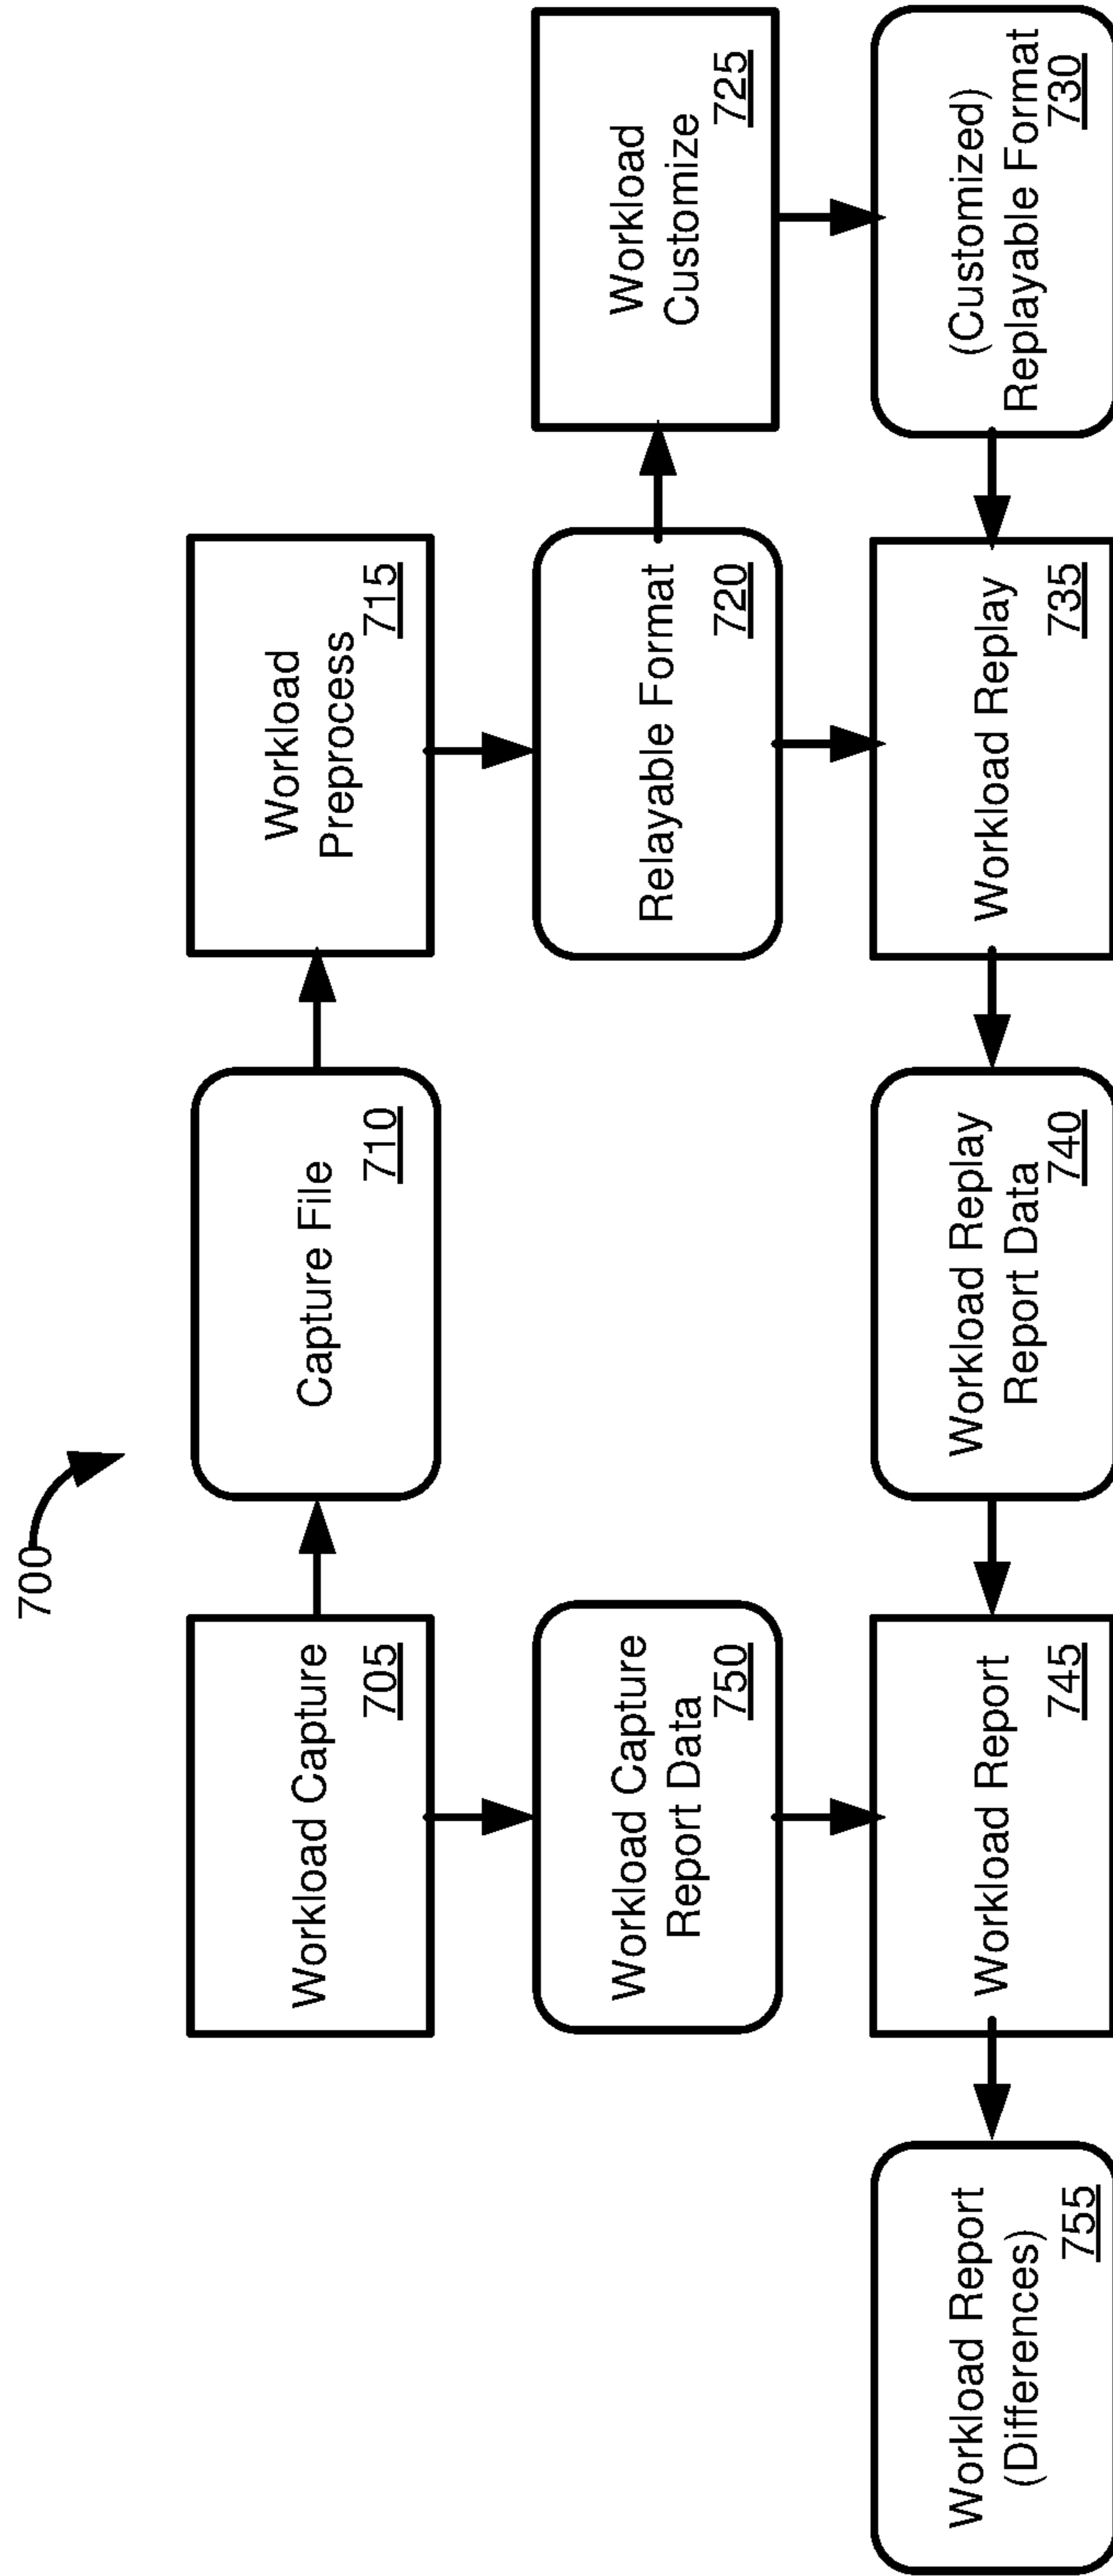 700
Workload Capture
705
Capture File
710
Workload
Preprocess
715
Workload Capture
Report Data
750
Relayable Format
720
Workload
Customize
725
Workload Report
(Differences)
755
Workload Report
745
Workload Replay
Report Data
740
Workload Replay
735
(Customized)
Replayable Format
730